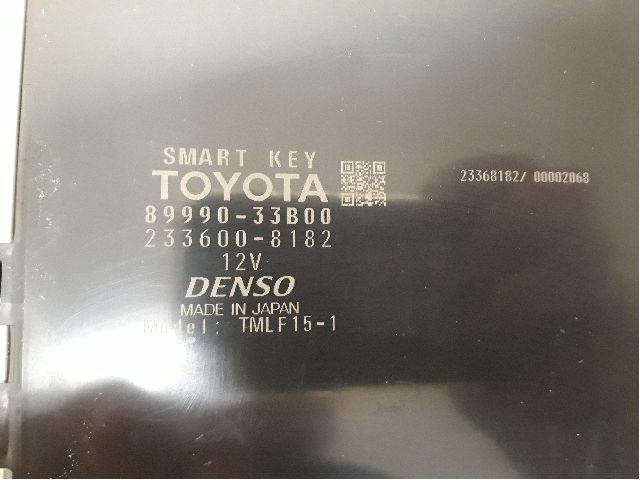 SMART KEY
TOYOTA
23368182/ 00002068
89990-33B00
233600-8182
12V
DENSO
MADE IN JAPAN
Model: TMLF15-1